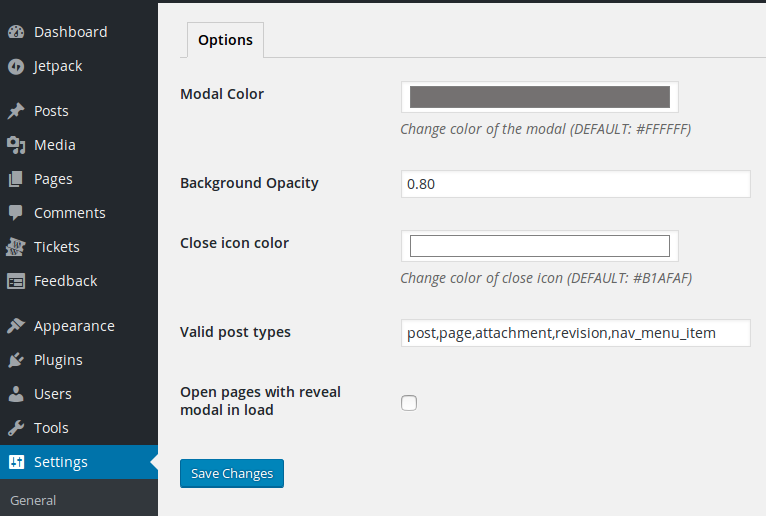 Dashboard
Jetpack
Posts
Media
Pages
Comments
Tickets
Feedback
Appearance
Plugins
Users
Tools
Settings
General
Options
Modal Color
Change color of the modal (DEFAULT: #FFFFFF)
Background Opacity
0.80
Close icon color
Change color of close icon (DEFAULT: #B1AFAF)
Valid post types
post,page,attachment,revision,nav_menu_item
Open pages with reveal
modal in load
Save Changes